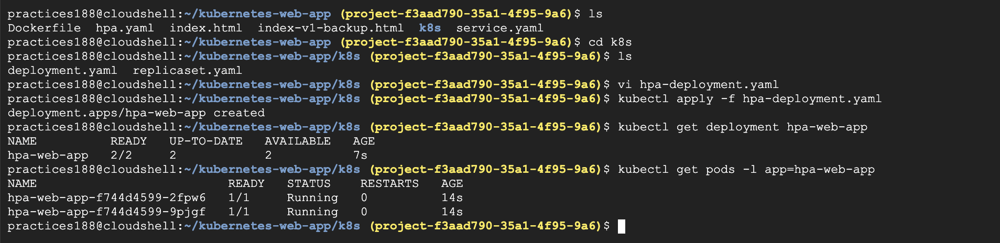 practices188@cloudshell:~/kubernetes-web-app (project-f3aad790-35a1-4f95-9a6)$ ls
Dockerfile  hpa.yaml  index.html  index-v1-backup.html  k8s  service.yaml
practices188@cloudshell:~/kubernetes-web-app (project-f3aad790-35a1-4f95-9a6)$ cd k8s
practices188@cloudshell:~/kubernetes-web-app/k8s (project-f3aad790-35a1-4f95-9a6)$ ls
deployment.yaml  replicaset.yaml
practices188@cloudshell:~/kubernetes-web-app/k8s (project-f3aad790-35a1-4f95-9a6)$ vi hpa-deployment.yaml
practices188@cloudshell:~/kubernetes-web-app/k8s (project-f3aad790-35a1-4f95-9a6)$ kubectl apply -f hpa-deployment.yaml
deployment.apps/hpa-web-app created
practices188@cloudshell:~/kubernetes-web-app/k8s (project-f3aad790-35a1-4f95-9a6)$ kubectl get deployment hpa-web-app
NAME          READY   UP-TO-DATE   AVAILABLE   AGE
hpa-web-app   2/2     2            2           7s
practices188@cloudshell:~/kubernetes-web-app/k8s (project-f3aad790-35a1-4f95-9a6)$ kubectl get pods -l app=hpa-web-app
NAME                          READY   STATUS    RESTARTS   AGE
hpa-web-app-f744d4599-2fpw6   1/1     Running   0          14s
hpa-web-app-f744d4599-9pjgf   1/1     Running   0          14s
practices188@cloudshell:~/kubernetes-web-app/k8s (project-f3aad790-35a1-4f95-9a6)$